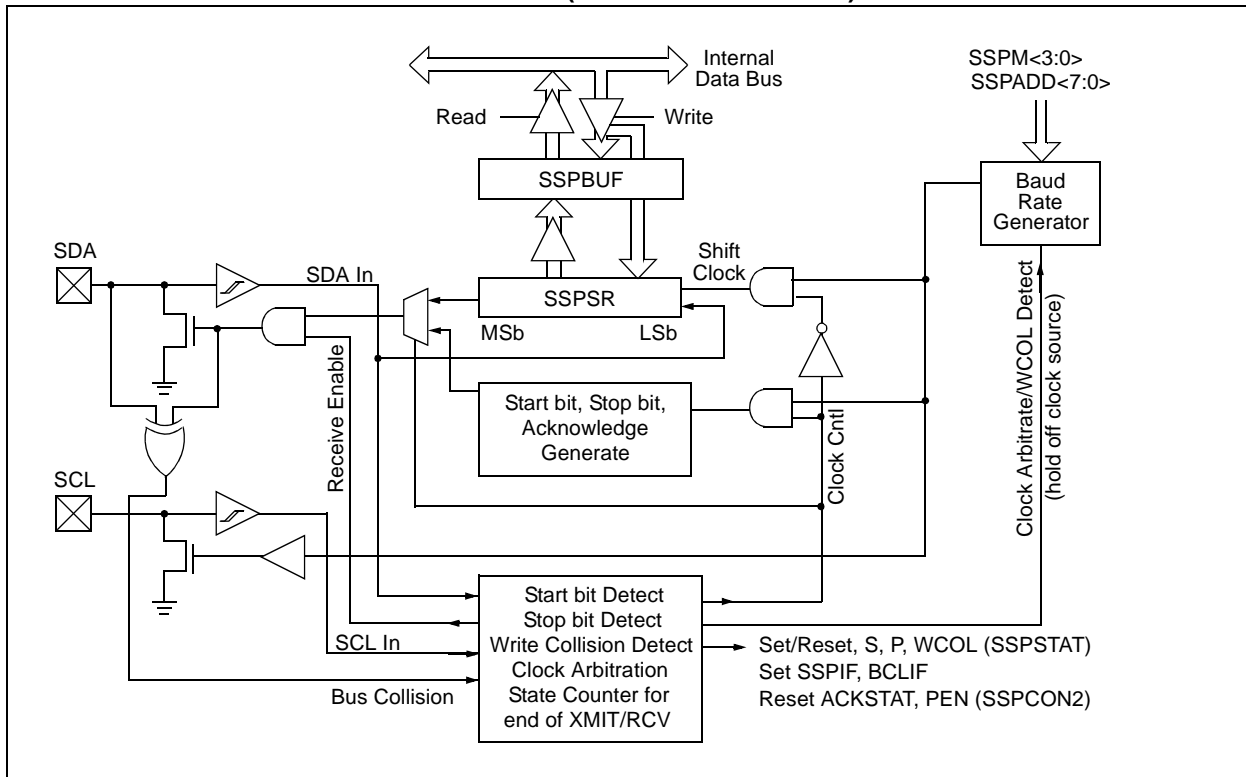 Internal
Data Bus
SSPM<3:0>
SSPADD<7:0>
Read
Write
SSPBUF
Baud
Rate
Generator
SDA
SDA In
Shift
Clock
SSPSR
MSb
LSb
Receive Enable
Start bit, Stop bit,
Acknowledge
Generate
Clock Cntl
Clock Arbitrate/WCOL Detect
(hold off clock source)
SCL
SCL In
Bus Collision
Start bit Detect
Stop bit Detect
Write Collision Detect
Clock Arbitration
State Counter for
end of XMIT/RCV
Set/Reset, S, P, WCOL (SSPSTAT)
Set SSPIF, BCLIF
Reset ACKSTAT, PEN (SSPCON2)